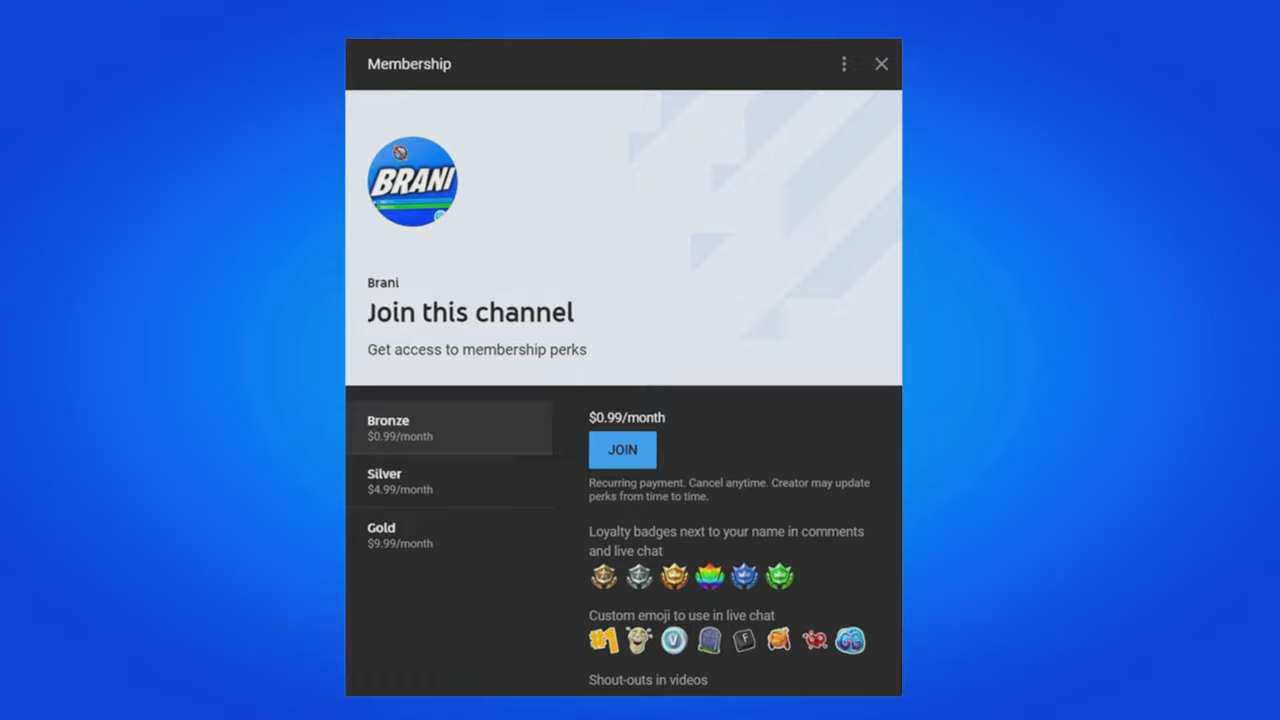 Membership
BRANI
Brani
Join this channel
Get access to membership perks
Bronze
$0.99/month
Silver
$4.99/month
Gold
$9.99/month
$0.99/month
JOIN
Recurring payment. Cancel anytime. Creator may update
perks from time to time.
Loyalty badges next to your name in comments
and live chat
Custom emoji to use in live chat
#1
V
F
GG
Shout-outs in videos